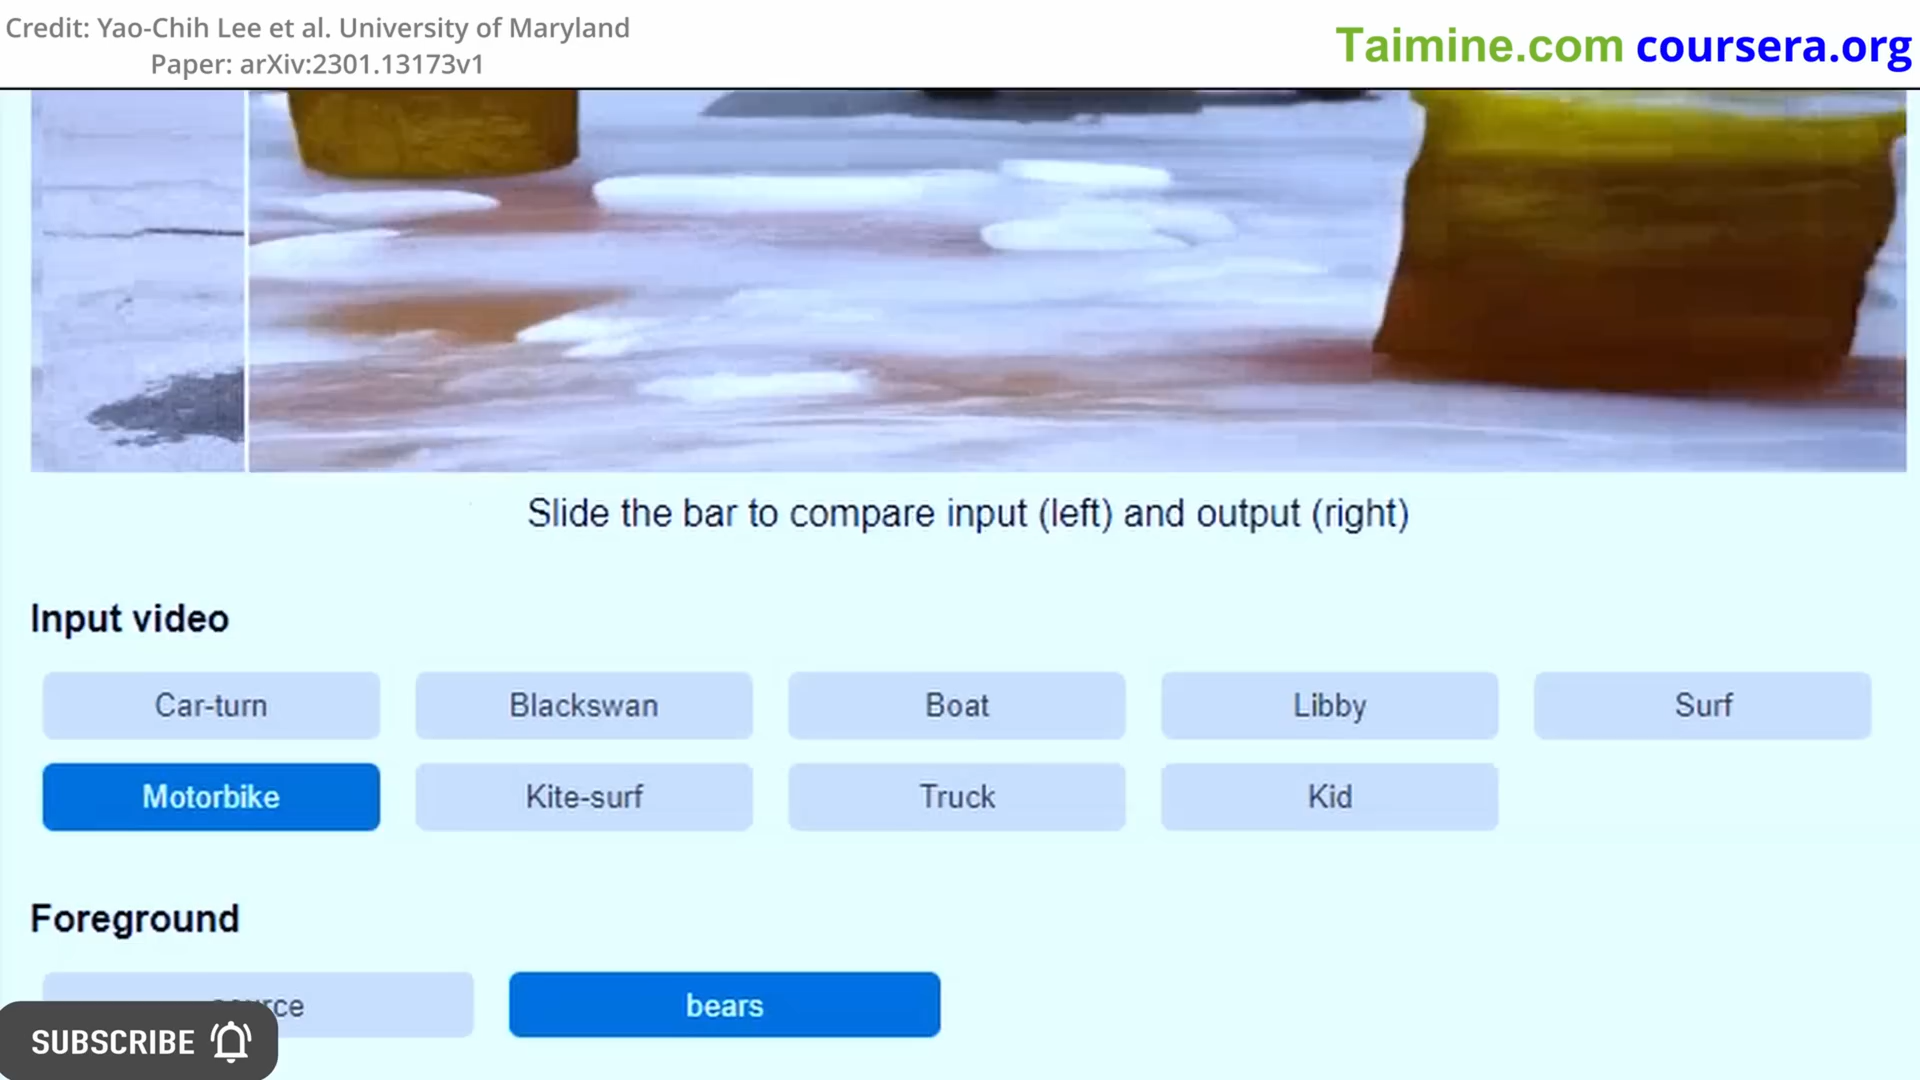 Credit: Yao-Chih Lee et al. University of Maryland
Paper: arXiv:2301.13173v1
Taimine.com coursera.org
Slide the bar to compare input (left) and output (right)
Input video
Car-turn Blackswan Boat Libby Surf
Motorbike Kite-surf Truck Kid
Foreground
source bears
SUBSCRIBE